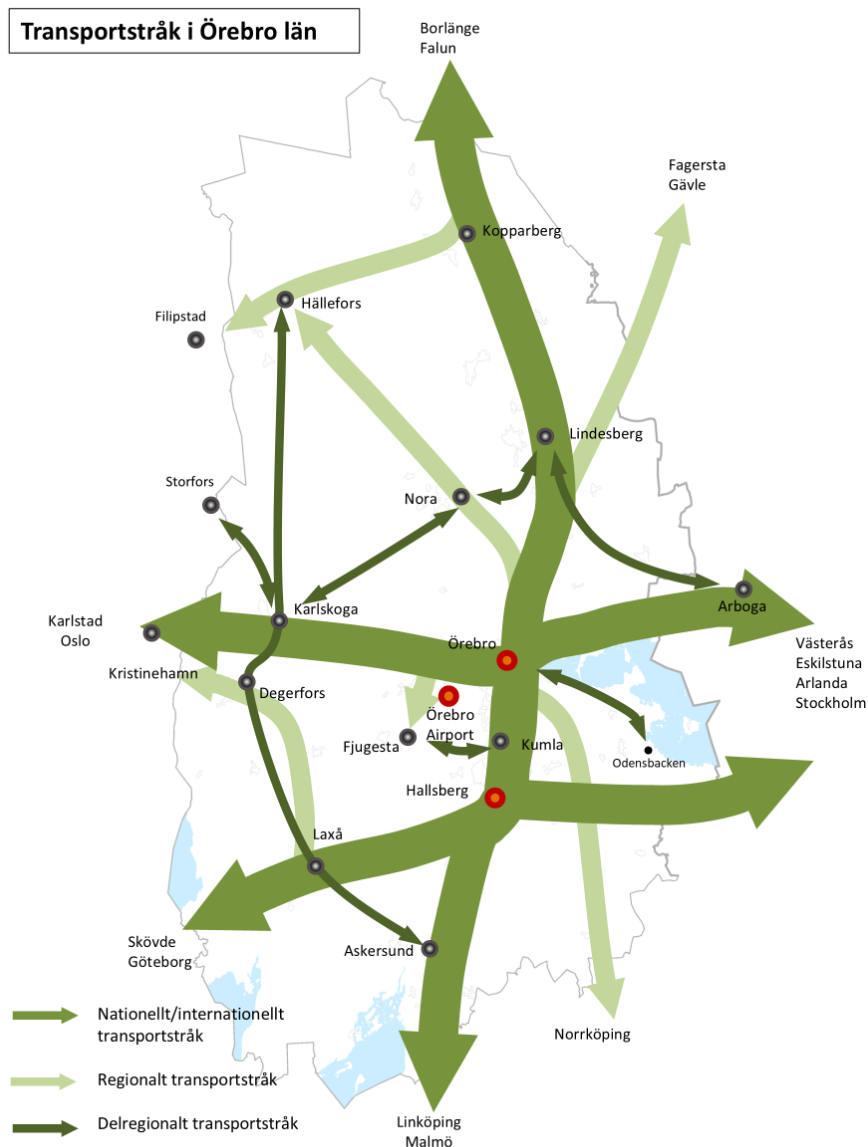 Transportstråk i Örebro län
Borlänge
Falun
Fagersta
Gävle
Kopparberg
Hällefors
Filipstad
Lindesberg
Storfors
Nora
Karlskoga
Arboga
Karlstad
Oslo
Örebro
Västerås
Eskilstuna
Arlanda
Stockholm
Kristinehamn
Degerfors
Örebro
Airport
Fjugesta
Kumla
Odensbacken
Hallsberg
Laxå
Skövde
Göteborg
Askersund
Norrköping
Linköping
Malmö
Nationellt/internationellt
transportstråk
Regionalt transportstråk
Delregionalt transportstråk